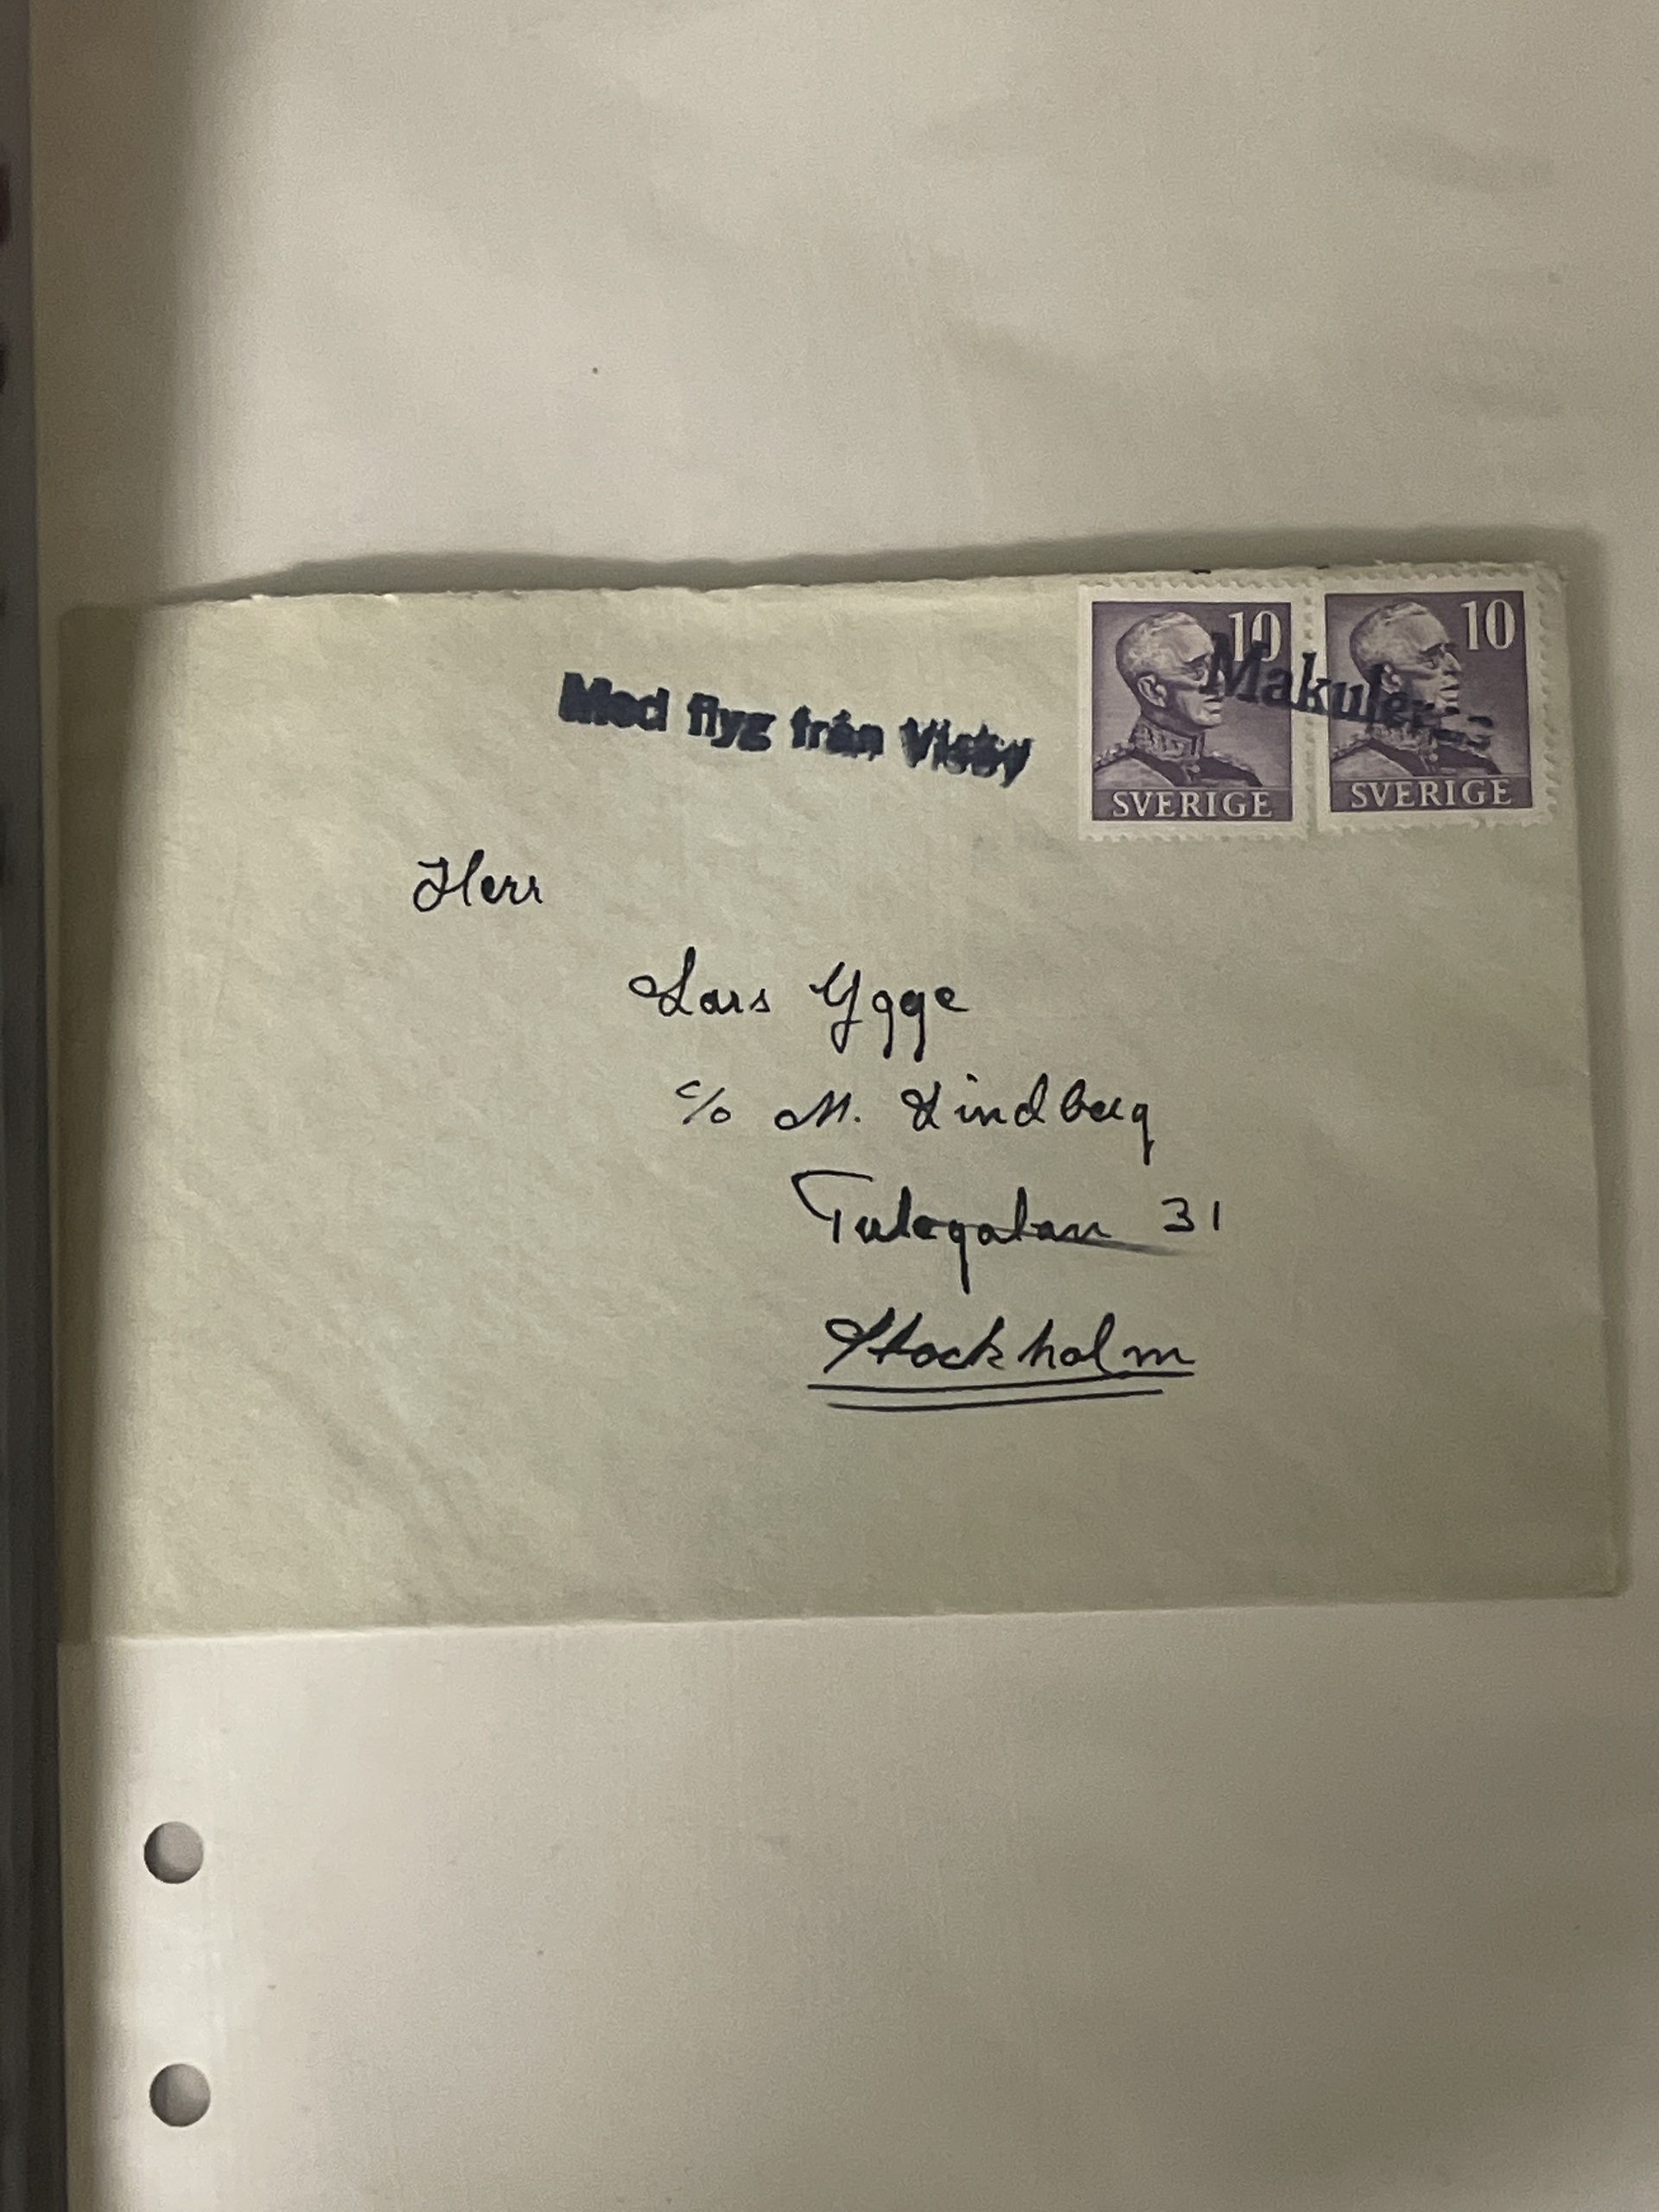 Med flyg från Visby
10
10
Makuleras
SVERIGE
SVERIGE
Herr
Lars Ygge
c/o M. Lindberg
Tulegatan 31
Stockholm